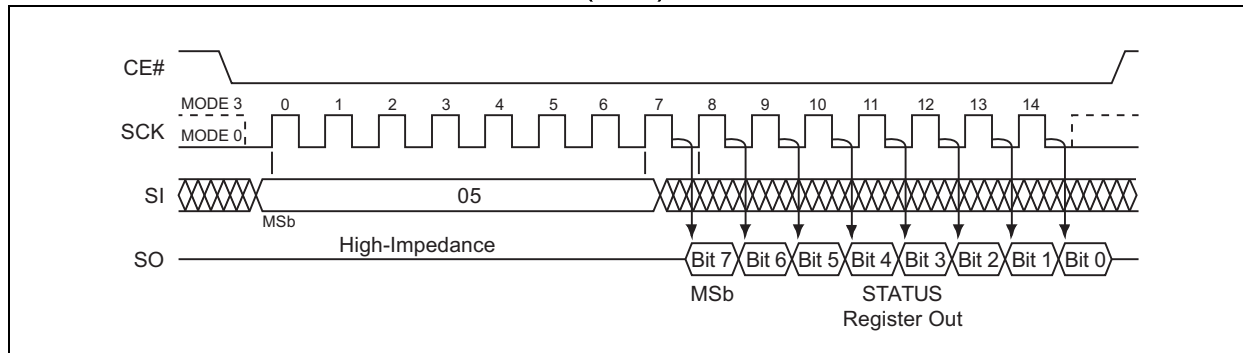 CE#
MODE 3 0 1 2 3 4 5 6 7 8 9 10 11 12 13 14
SCK MODE 0
SI 05
MSb
High-Impedance
SO Bit 7 Bit 6 Bit 5 Bit 4 Bit 3 Bit 2 Bit 1 Bit 0
MSb STATUS
Register Out